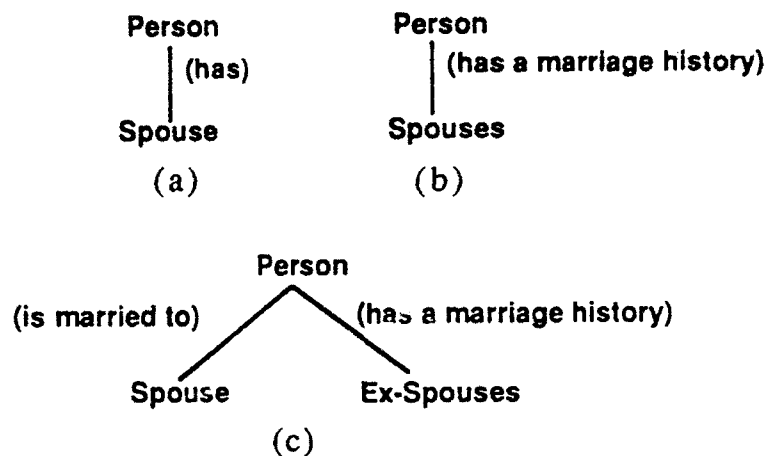 Person Person
(has) (has a marriage history)
Spouse Spouses
(a) (b)
Person
(is married to) (has a marriage history)
Spouse Ex-Spouses
(c)